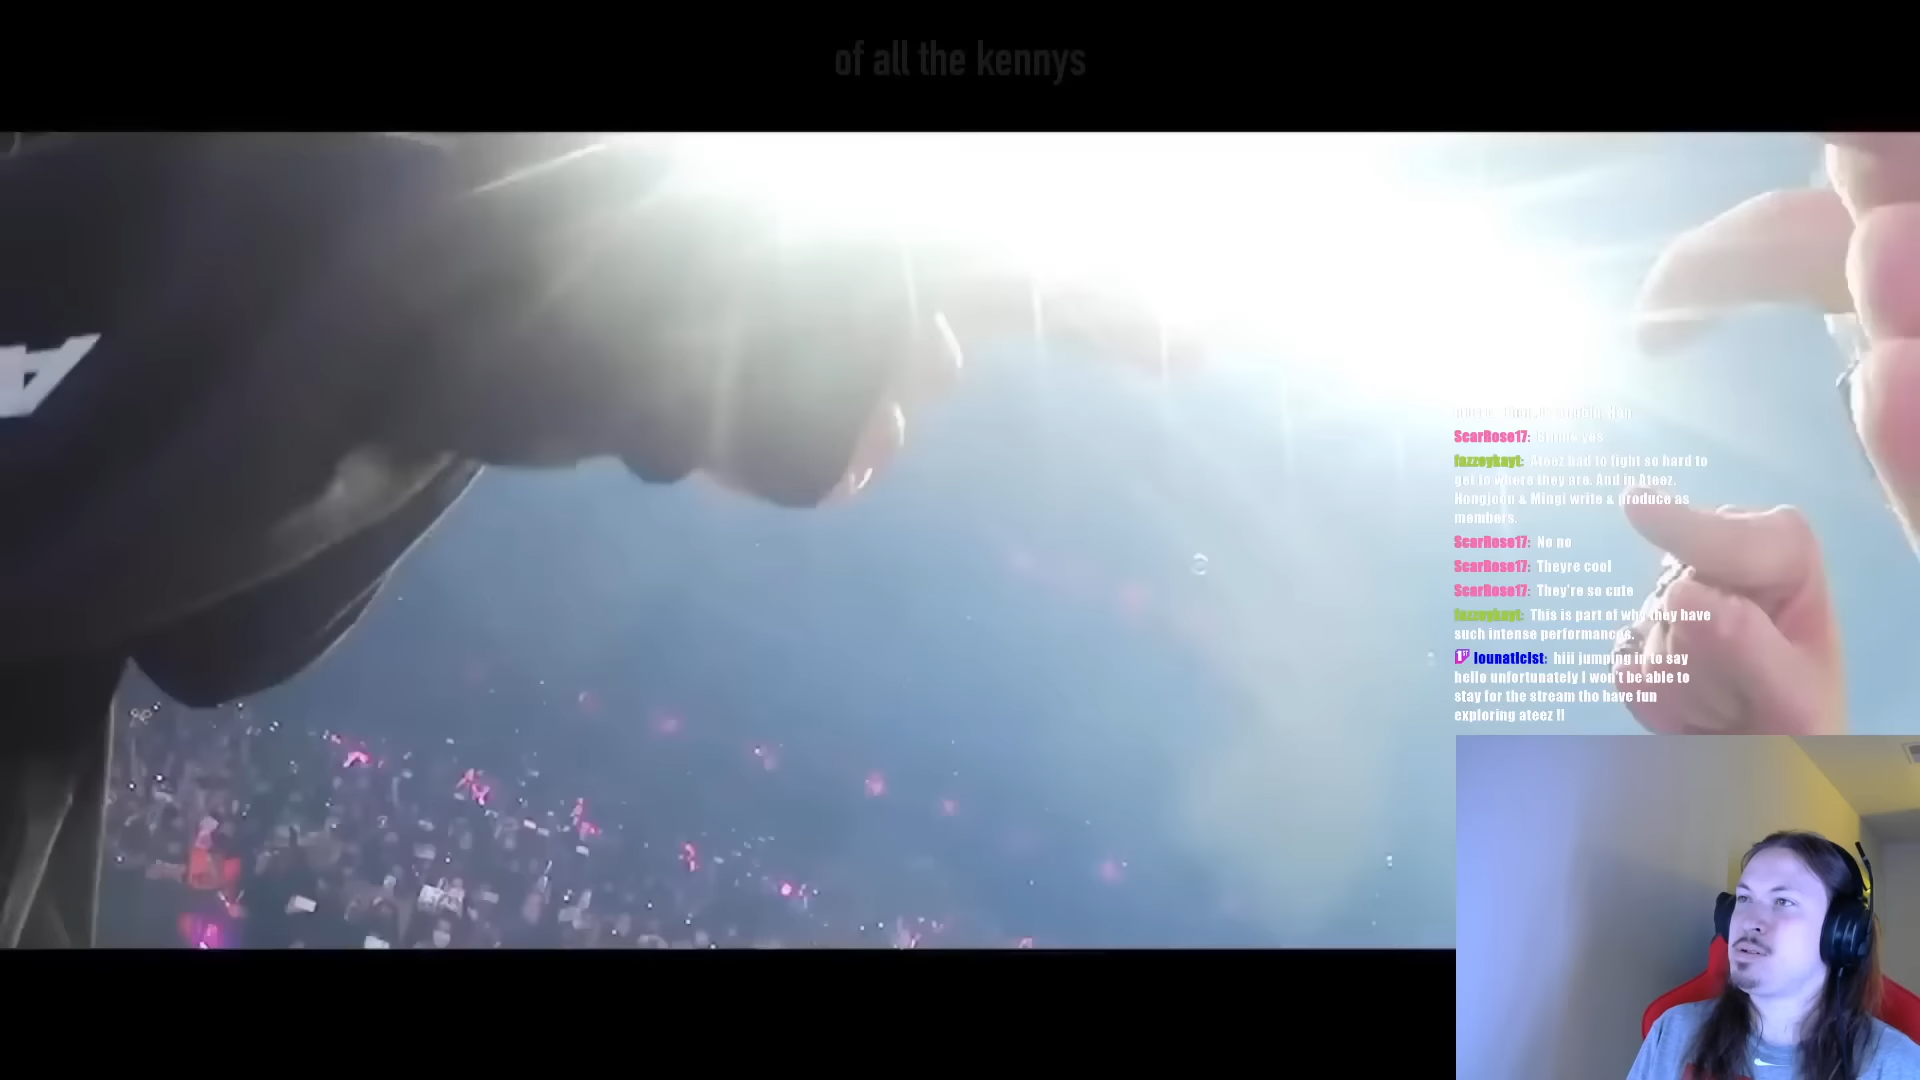 of all the kennys
ScarRose17: yes
fazzeykayt: Ateez had to fight so hard to
get to where they are. And in Ateez,
Hongjoon & Mingi write & produce as
members.
ScarRose17: No no
ScarRose17: Theyre cool
ScarRose17: They're so cute
fazzeykayt: This is part of why they have
such intense performances.
lounaticist: hiii jumping in to say
hello unfortunately i won't be able to
stay for the stream tho have fun
exploring ateez !!